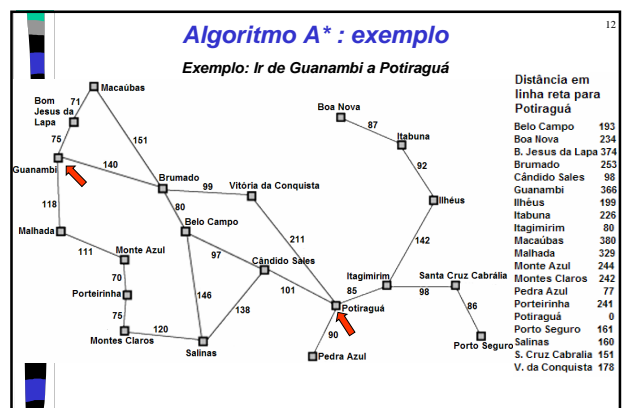 12
Algoritmo A* : exemplo
Exemplo: Ir de Guanambi a Potiraguá
Macaúbas
Bom
Jesus da
Lapa
71
75
Guanambi
151
140
118
Brumado
99
Vitória da Conquista
80
Belo Campo
211
Malhada
111
Monte Azul
97
Cândido Sales
70
Porteirinha
146
138
101
75
120
Montes Claros
Salinas
Boa Nova
87
Itabuna
92
Ilhéus
142
Itagimirim
Santa Cruz Cabrália
85
98
Potiraguá
86
90
Pedra Azul
Porto Seguro
Distância em
linha reta para
Potiraguá
Belo Campo 193
Boa Nova 234
B. Jesus da Lapa 374
Brumado 253
Cândido Sales 98
Guanambi 366
Ilhéus 199
Itabuna 226
Itagimirim 80
Macaúbas 380
Malhada 329
Monte Azul 244
Montes Claros 242
Pedra Azul 77
Porteirinha 241
Potiraguá 0
Porto Seguro 161
Salinas 160
S. Cruz Cabralia 151
V. da Conquista 178